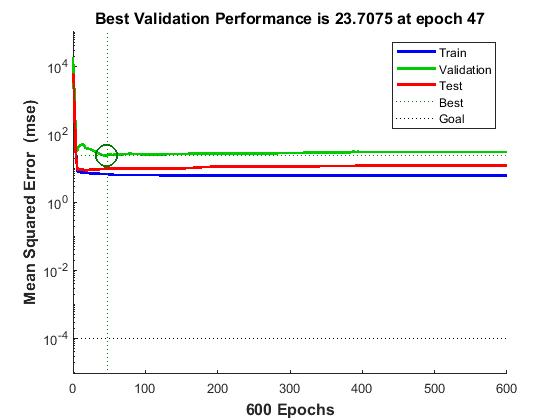 Best Validation Performance is 23.7075 at epoch 47
Mean Squared Error (mse)
10^4
10^2
10^0
10^-2
10^-4
Train
Validation
Test
Best
Goal
0 100 200 300 400 500 600
600 Epochs